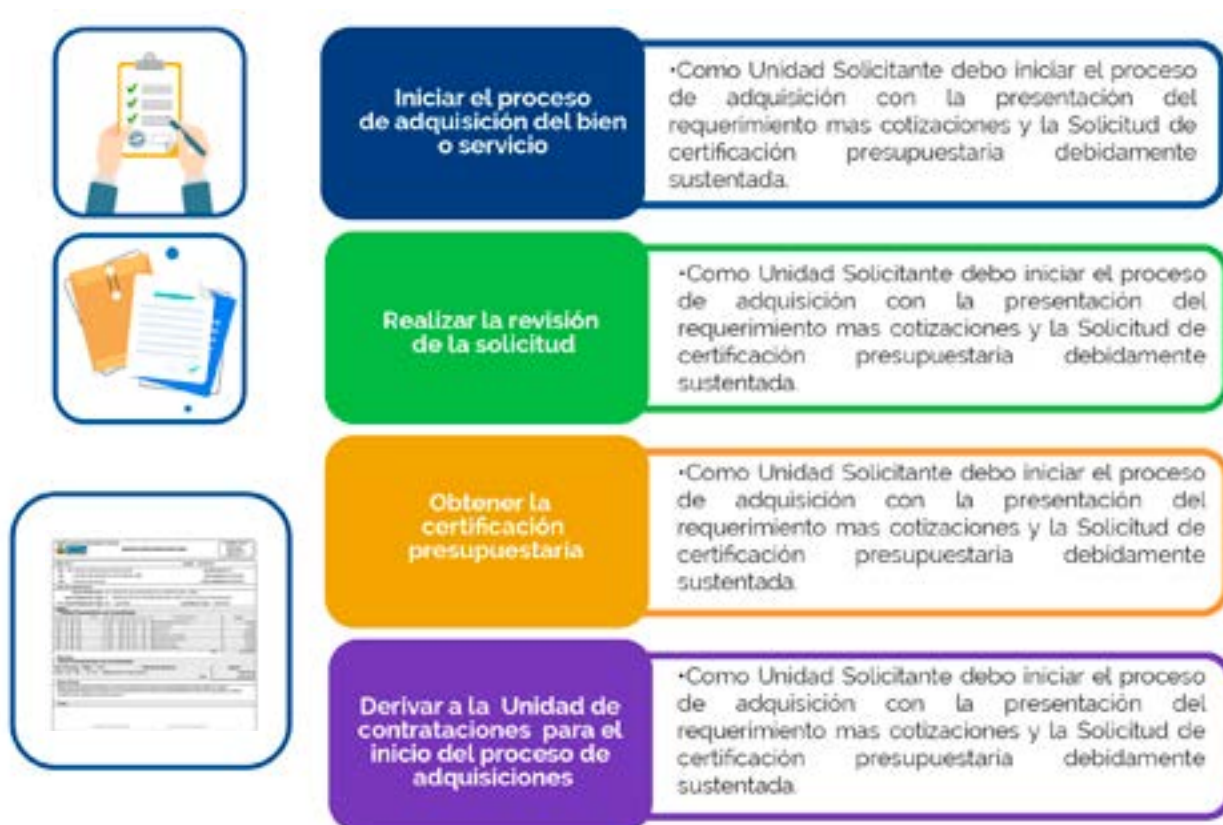 Iniciar el proceso
de adquisición del bien
o servicio
•Como Unidad Solicitante debo iniciar el proceso
de adquisición con la presentación del
requerimiento mas cotizaciones y la Solicitud de
certificación presupuestaria debidamente
sustentada.
Realizar la revisión
de la solicitud
•Como Unidad Solicitante debo iniciar el proceso
de adquisición con la presentación del
requerimiento mas cotizaciones y la Solicitud de
certificación presupuestaria debidamente
sustentada.
Obtener la
certificación
presupuestaria
•Como Unidad Solicitante debo iniciar el proceso
de adquisición con la presentación del
requerimiento mas cotizaciones y la Solicitud de
certificación presupuestaria debidamente
sustentada.
Derivar a la Unidad de
contrataciones para el
inicio del proceso de
adquisiciones
•Como Unidad Solicitante debo iniciar el proceso
de adquisición con la presentación del
requerimiento mas cotizaciones y la Solicitud de
certificación presupuestaria debidamente
sustentada.